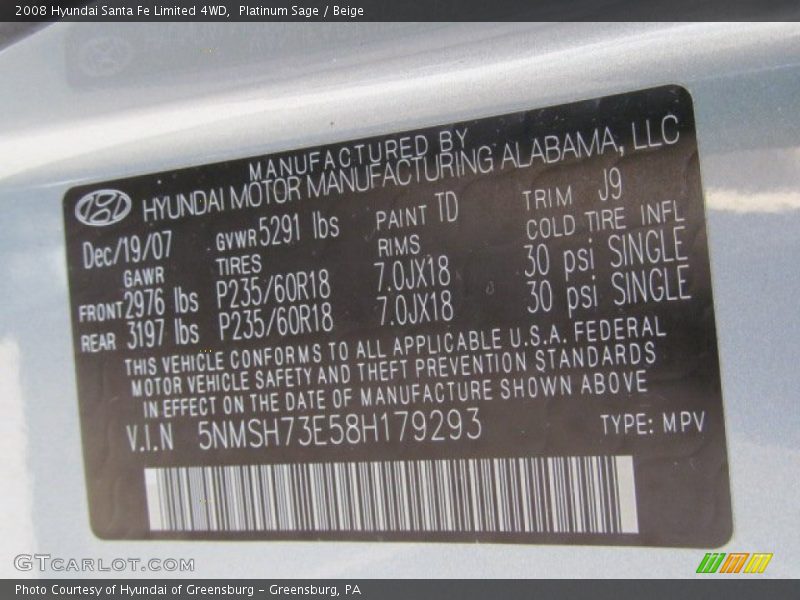 2008 Hyundai Santa Fe Limited 4WD, Platinum Sage / Beige
MANUFACTURED BY
HYUNDAI MOTOR MANUFACTURING ALABAMA, LLC
Dec/19/07 GVWR 5291 lbs PAINT TD TRIM J9
GAWR TIRES RIMS COLD TIRE INFL
FRONT 2976 lbs P235/60R18 7.0JX18 30 psi SINGLE
REAR 3197 lbs P235/60R18 7.0JX18 30 psi SINGLE
THIS VEHICLE CONFORMS TO ALL APPLICABLE U.S.A. FEDERAL
MOTOR VEHICLE SAFETY AND THEFT PREVENTION STANDARDS
IN EFFECT ON THE DATE OF MANUFACTURE SHOWN ABOVE
V.I.N 5NMSH73E58H179293 TYPE: MPV
GTCARLOT.COM
Photo Courtesy of Hyundai of Greensburg - Greensburg, PA